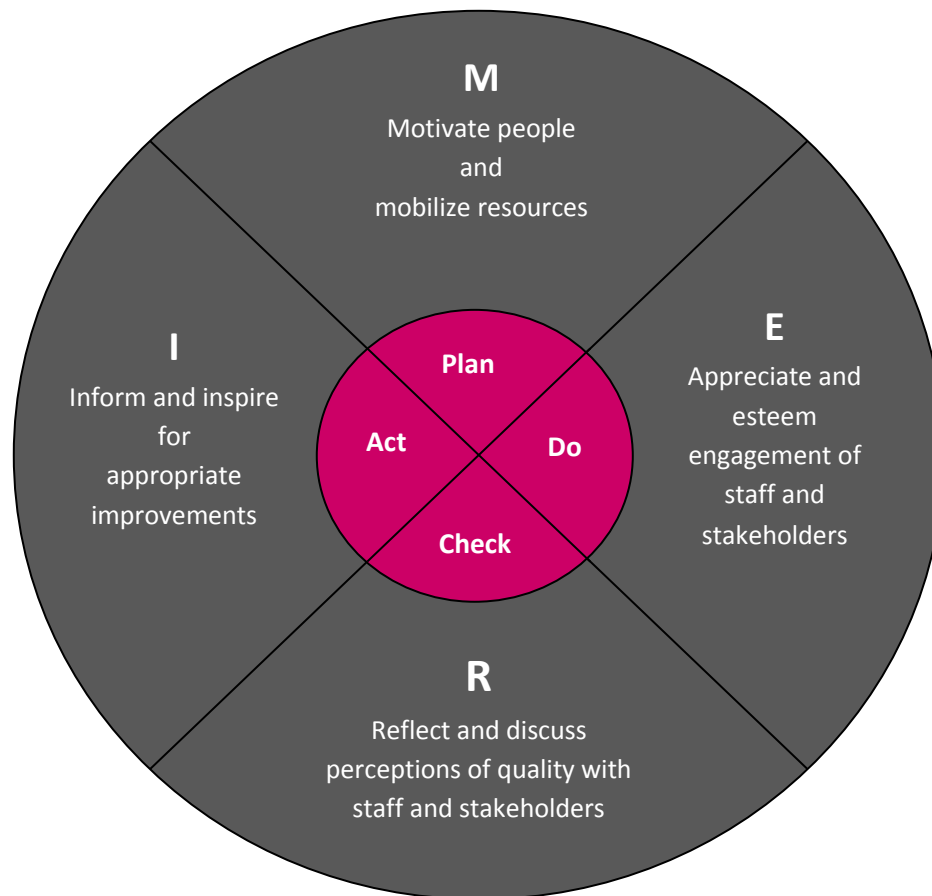 M
Motivate people
and
mobilize resources
I
Inform and inspire
for
appropriate
improvements
Plan
Act
Do
Check
E
Appreciate and
esteem
engagement of
staff and
stakeholders
R
Reflect and discuss
perceptions of quality with
staff and stakeholders